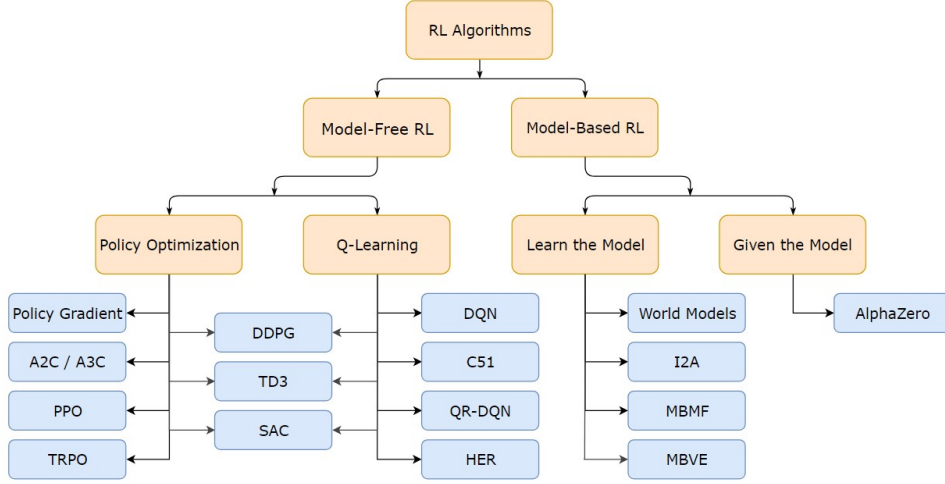 RL Algorithms
Model-Free RL
Model-Based RL
Policy Optimization
Q-Learning
Learn the Model
Given the Model
Policy Gradient
DQN
World Models
AlphaZero
DDPG
A2C / A3C
C51
I2A
TD3
PPO
QR-DQN
MBMF
SAC
TRPO
HER
MBVE